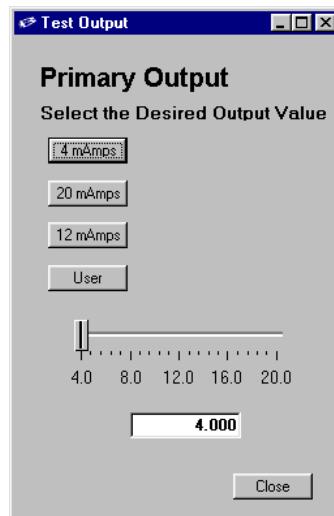 Test Output
Primary Output
Select the Desired Output Value
4 mAmps
20 mAmps
12 mAmps
User
4.0 8.0 12.0 16.0 20.0
4.000
Close